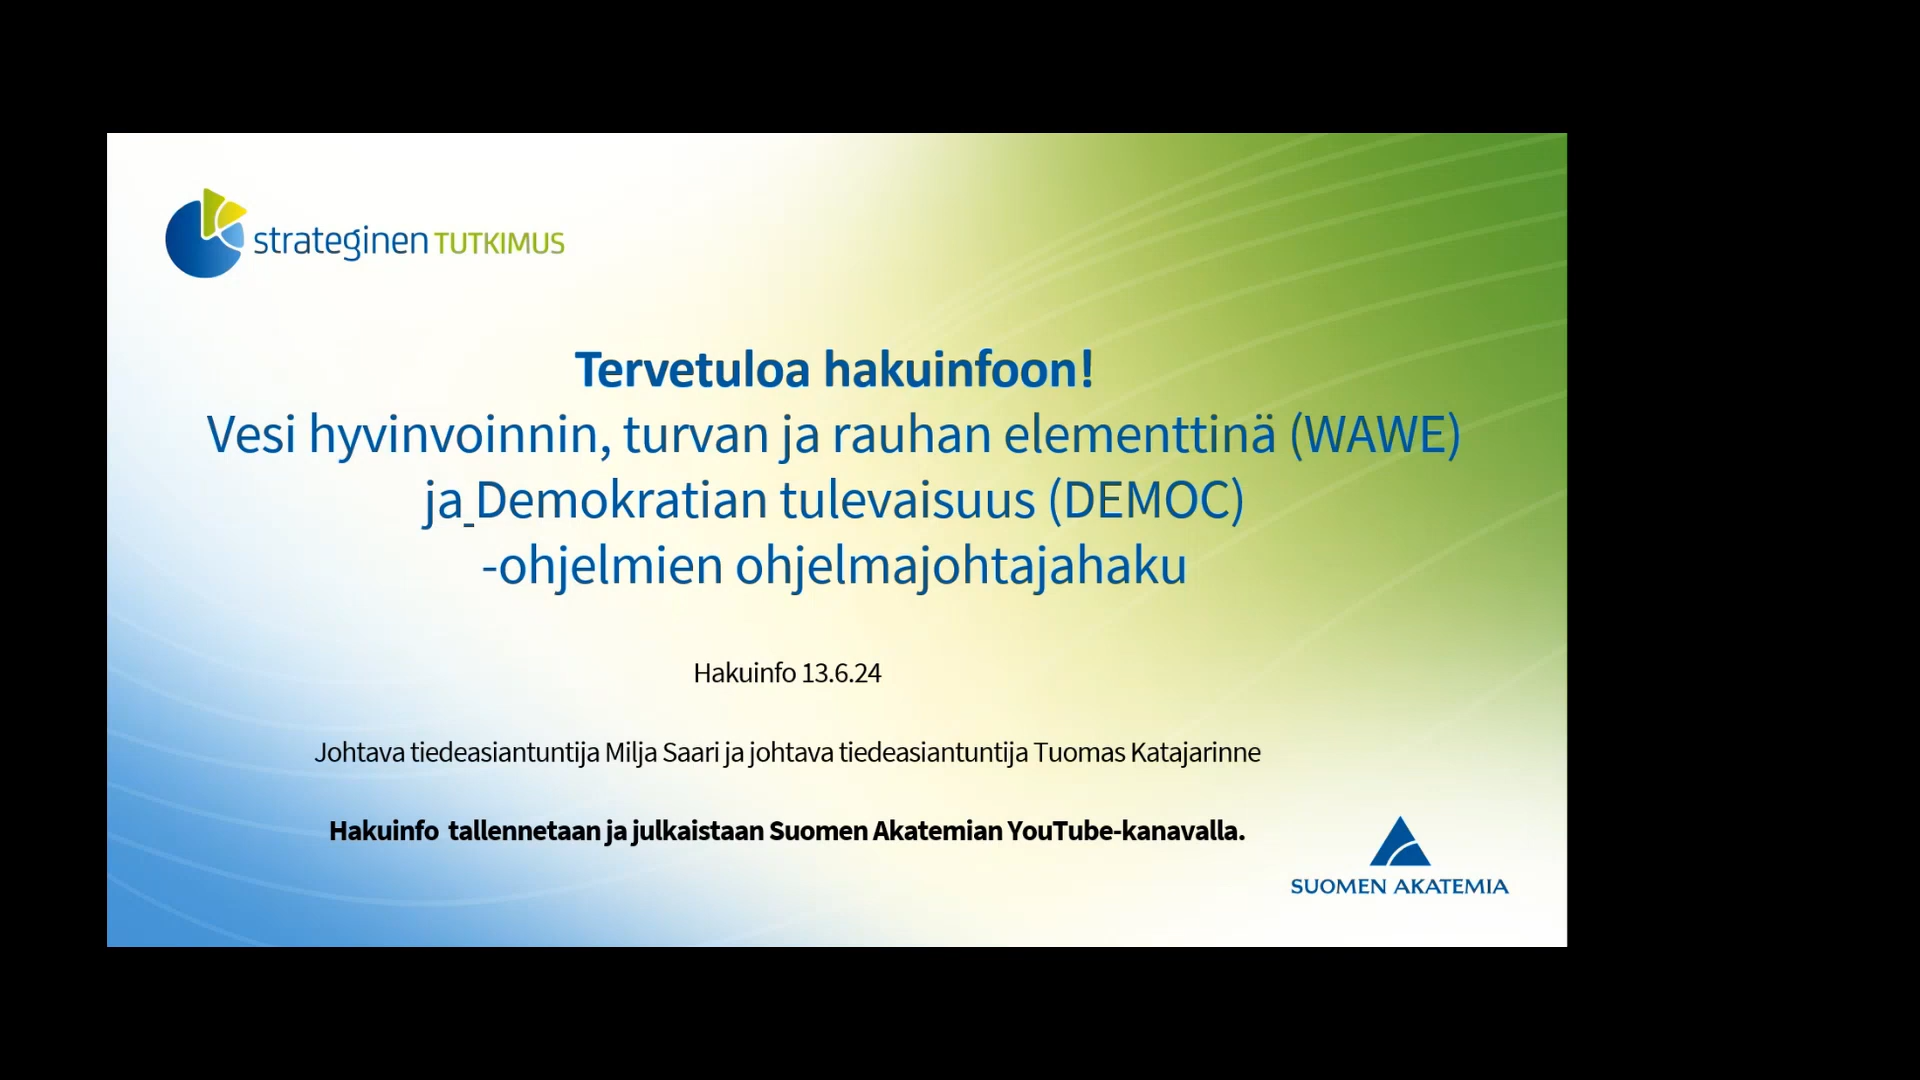 strateginen TUTKIMUS
Tervetuloa hakuinfoon!
Vesi hyvinvoinnin, turvan ja rauhan elementtinä (WAWE)
ja Demokratian tulevaisuus (DEMOC)
-ohjelmien ohjelmajohtajahaku
Hakuinfo 13.6.24
Johtava tiedeasiantuntija Milja Saari ja johtava tiedeasiantuntija Tuomas Katajarinne
Hakuinfo tallennetaan ja julkaistaan Suomen Akatemian YouTube-kanavalla.
SUOMEN AKATEMIA